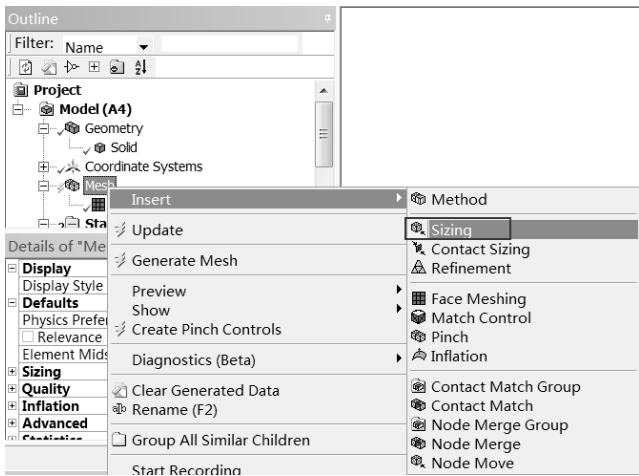 Outline
Filter: Name
Project
Model (A4)
Geometry
Solid
Coordinate Systems
Mesh
Sta
Details of "Me
Display
Display Style
Defaults
Physics Prefe
Relevance
Element Mids
Sizing
Quality
Inflation
Advanced
Statistics
Insert
Update
Generate Mesh
Preview
Show
Create Pinch Controls
Diagnostics (Beta)
Clear Generated Data
Rename (F2)
Group All Similar Children
Start Recording
Method
Sizing
Contact Sizing
Refinement
Face Meshing
Match Control
Pinch
Inflation
Contact Match Group
Contact Match
Node Merge Group
Node Merge
Node Move